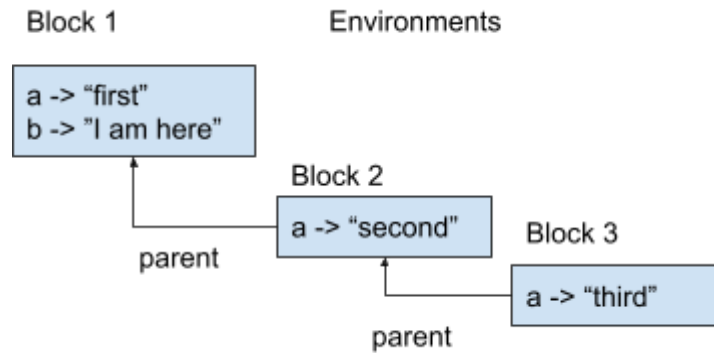 Block 1
Environments
a -> “first”
b -> ”I am here”
Block 2
a -> “second”
parent
Block 3
a -> “third”
parent